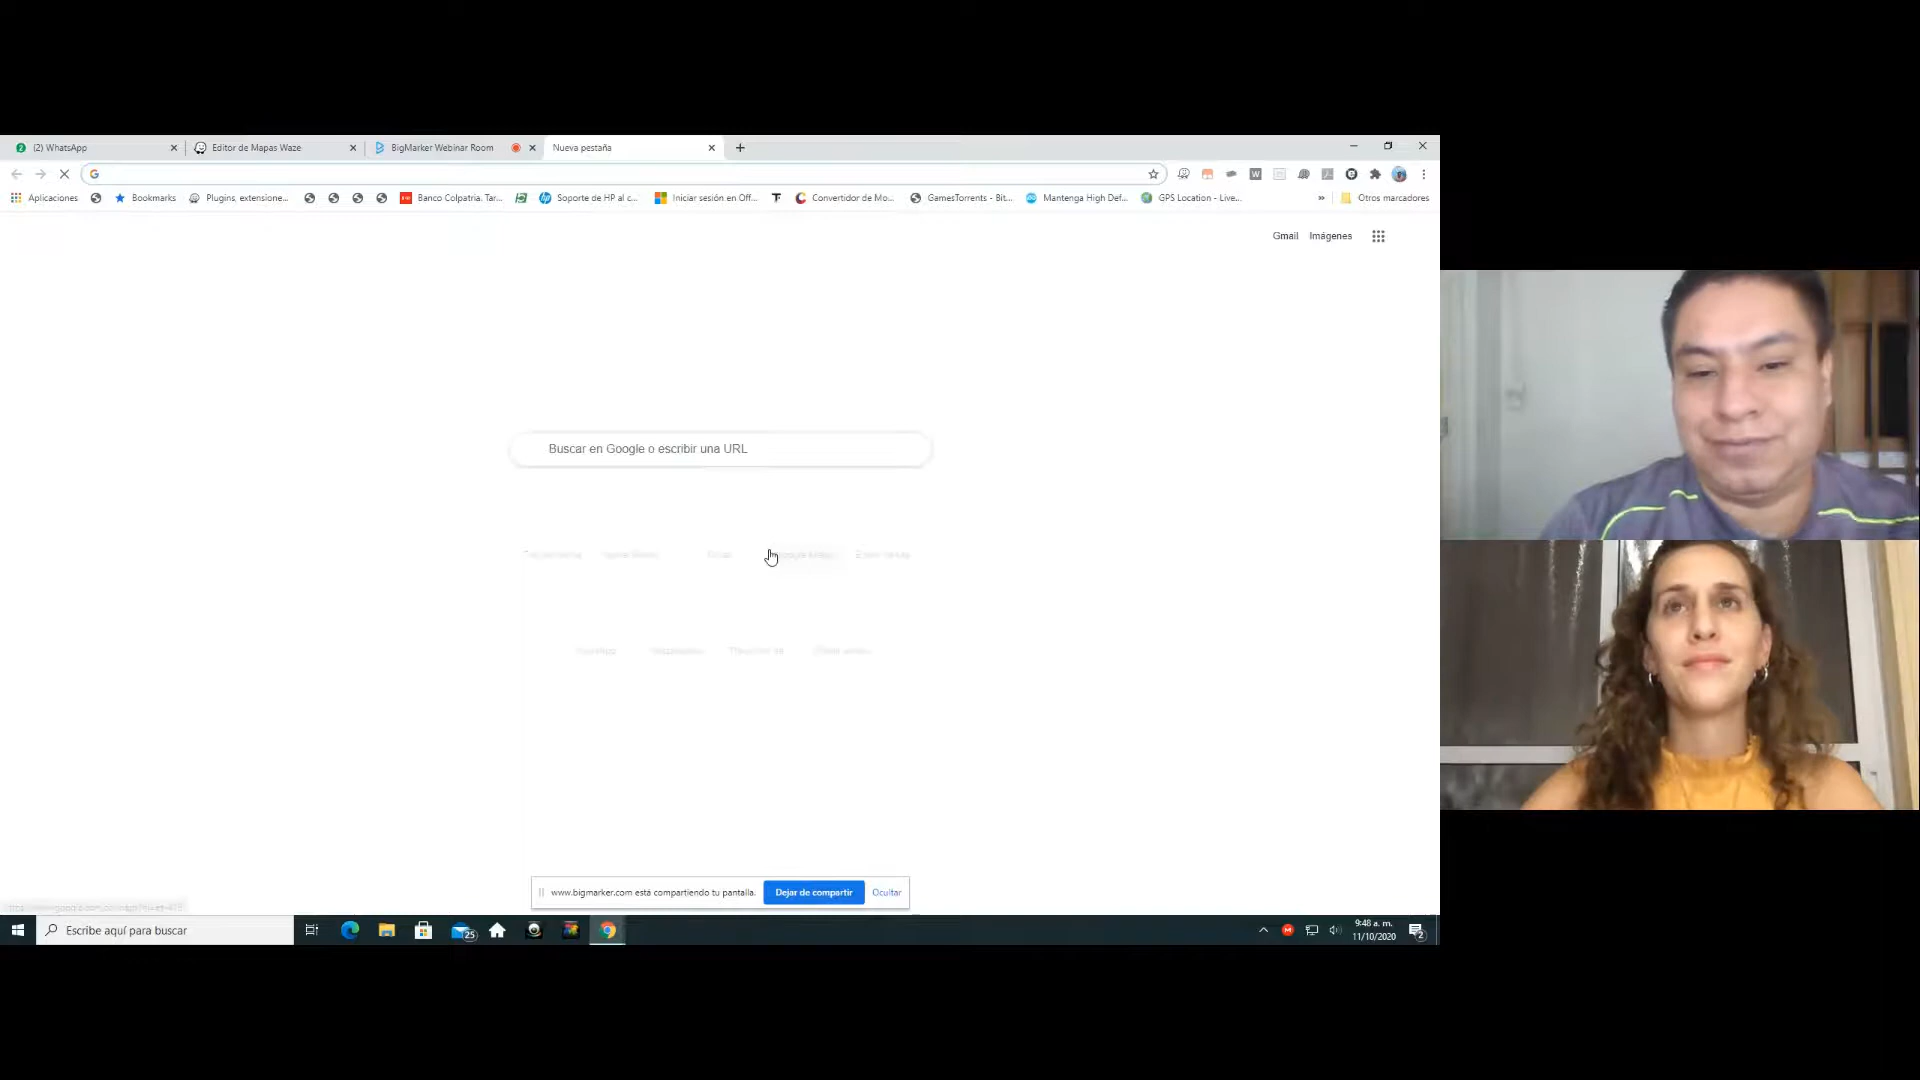 (2) WhatsApp
Editor de Mapas Waze
BigMarker Webinar Room
Nueva pestaña
Aplicaciones
Bookmarks
Plugins, extensione...
Banco Colpatria. Tar...
Soporte de HP al c...
Iniciar sesión en Off...
Convertidor de Mo...
GamesTorrents - Bit...
Mantenga High Def...
GPS Location - Live...
»
Otros marcadores
Gmail
Imágenes
Buscar en Google o escribir una URL
www.bigmarker.com está compartiendo tu pantalla.
Dejar de compartir
Ocultar
Escribe aquí para buscar
25
9:48 a. m.
11/10/2020
2